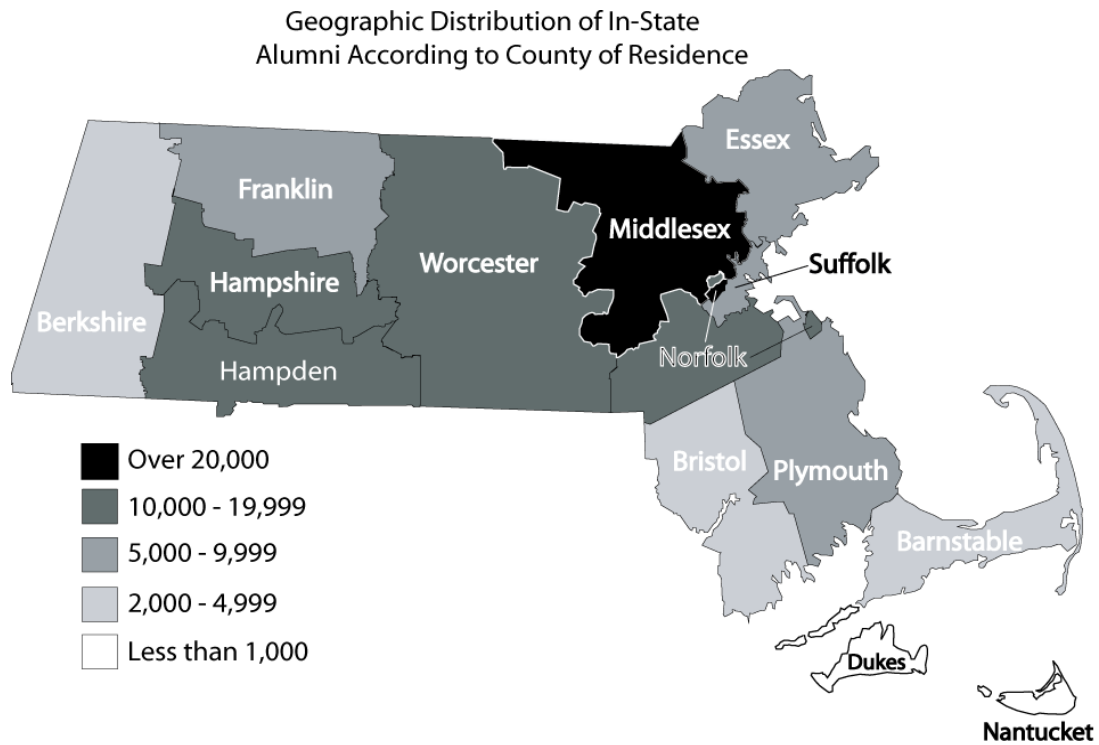 Geographic Distribution of In-State
Alumni According to County of Residence
Essex
Franklin
Middlesex
Worcester
Suffolk
Hampshire
Berkshire
Norfolk
Hampden
Bristol
Plymouth
Barnstable
Over 20,000
10,000 - 19,999
5,000 - 9,999
2,000 - 4,999
Less than 1,000
Dukes
Nantucket